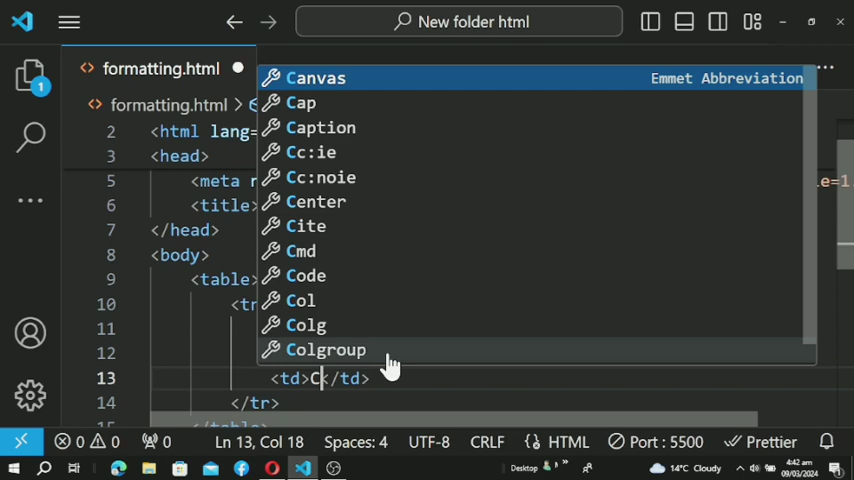 New folder html
formatting.html
formatting.html >
1
Canvas Emmet Abbreviation
Cap
Caption
Cc:ie
Cc:noie
Center
Cite
Cmd
Code
Col
Colg
Colgroup
2 <html lang=
3 <head>
5 <meta e=1.
6 <title>
7 </head>
8 <body>
9 <table>
10 <tr
11
12
13 <td>C</td>
14 </tr>
0 0 0 Ln 13, Col 18 Spaces: 4 UTF-8 CRLF {} HTML Port : 5500 Prettier
Desktop » 14°C Cloudy 4:42 am
09/03/2024